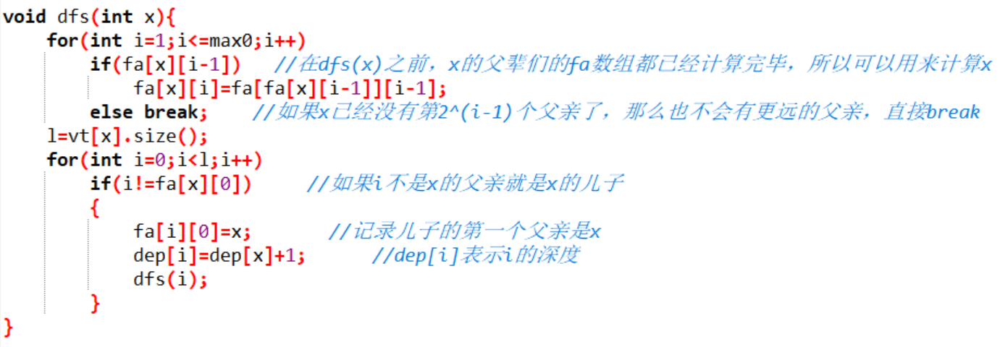 void dfs(int x){
for(int i=1;i<=max0;i++)
if(fa[x][i-1]) //在dfs(x)之前，x的父辈们的fa数组都已经计算完毕，所以可以用来计算x
fa[x][i]=fa[fa[x][i-1]][i-1];
else break; //如果x已经没有第2^(i-1)个父亲了，那么也不会有更远的父亲，直接break
l=vt[x].size();
for(int i=0;i<l;i++)
if(i!=fa[x][0]) //如果i不是x的父亲就是x的儿子
{
fa[i][0]=x; //记录儿子的第一个父亲是x
dep[i]=dep[x]+1; //dep[i]表示i的深度
dfs(i);
}
}